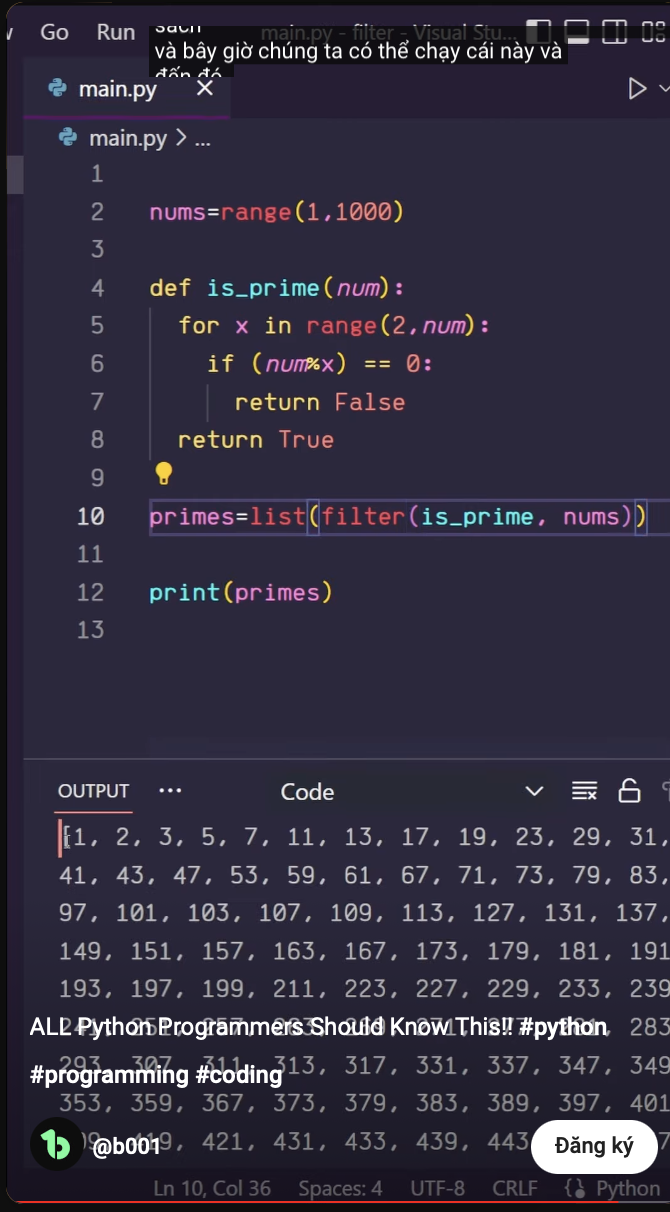 Go Run main.py - filter - Visual Stu...
sách
và bây giờ chúng ta có thể chạy cái này và
đến đó
main.py
main.py > ...
1
2 nums=range(1,1000)
3
4 def is_prime(num):
5 for x in range(2,num):
6 if (num%x) == 0:
7 return False
8 return True
9
10 primes=list(filter(is_prime, nums))
11
12 print(primes)
13
OUTPUT ... Code
[1, 2, 3, 5, 7, 11, 13, 17, 19, 23, 29, 31,
41, 43, 47, 53, 59, 61, 67, 71, 73, 79, 83,
97, 101, 103, 107, 109, 113, 127, 131, 137,
149, 151, 157, 163, 167, 173, 179, 181, 191
193, 197, 199, 211, 223, 227, 229, 233, 239
ALL Python Programmers Should Know This!! #python
241, 251, 257, 263, 269, 271, 277, 281, 283
#programming #coding
293, 307, 311, 313, 317, 331, 337, 347, 349
353, 359, 367, 373, 379, 383, 389, 397, 401
419, 421, 431, 433, 439, 443
@b001
Đăng ký
Ln 10, Col 36 Spaces: 4 UTF-8 CRLF Python